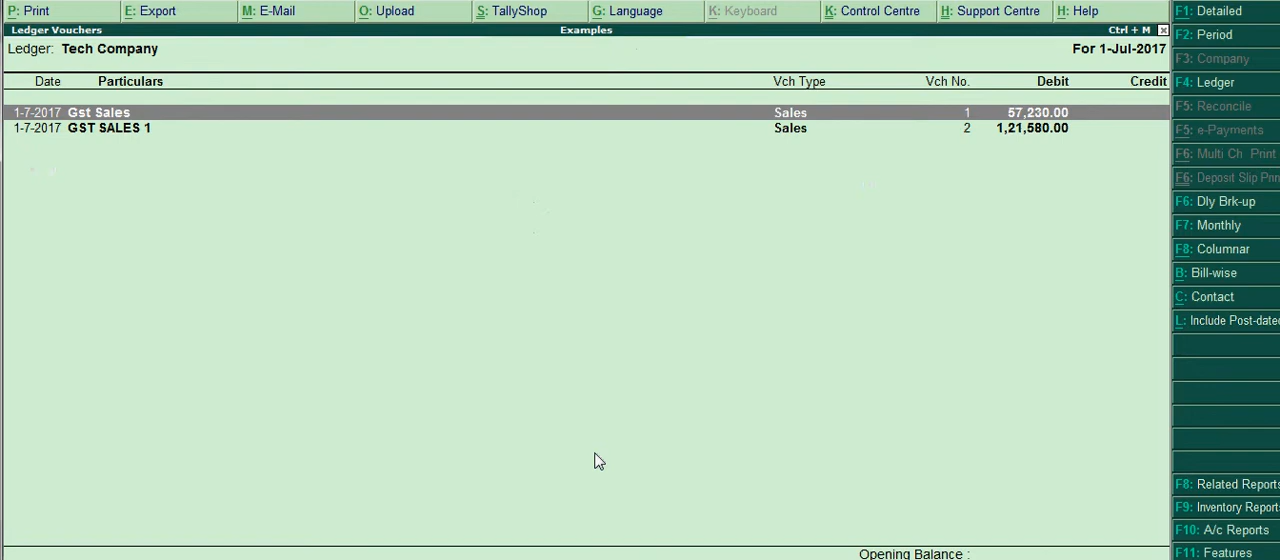 P: Print E: Export M: E-Mail O: Upload S: TallyShop G: Language K: Keyboard K: Control Centre H: Support Centre H: Help
Ledger Vouchers Examples Ctrl + M
Ledger: Tech Company For 1-Jul-2017
Date Particulars Vch Type Vch No. Debit Credit
1-7-2017 Gst Sales Sales 1 57,230.00
1-7-2017 GST SALES 1 Sales 2 1,21,580.00
Opening Balance :
F1: Detailed
F2: Period
F3: Company
F4: Ledger
F5: Reconcile
F5: e-Payments
F6: Multi Ch Print
F6: Deposit Slip
F6: Dly Brk-up
F7: Monthly
F8: Columnar
B: Bill-wise
C: Contact
L: Include Post-dated
F8: Related Reports
F9: Inventory Report
F10: A/c Reports
F11: Features